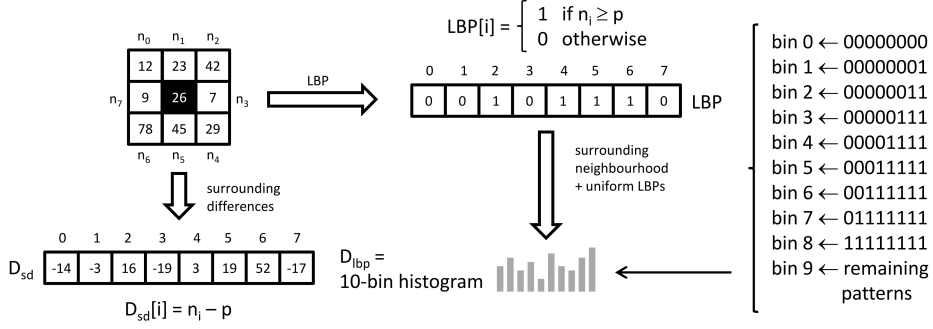 n0 n1 n2
12 23 42
n7 9 26 7 n3
78 45 29
n6 n5 n4
LBP
LBP[i] = { 1 if ni ≥ p
0 otherwise
0 1 2 3 4 5 6 7
0 0 1 0 1 1 1 0 LBP
surrounding
differences
surrounding
neighbourhood
+ uniform LBPs
0 1 2 3 4 5 6 7
Dsd -14 -3 16 -19 3 19 52 -17
Dsd[i] = ni – p
Dlbp =
10-bin histogram
bin 0 ← 00000000
bin 1 ← 00000001
bin 2 ← 00000011
bin 3 ← 00000111
bin 4 ← 00001111
bin 5 ← 00011111
bin 6 ← 00111111
bin 7 ← 01111111
bin 8 ← 11111111
bin 9 ← remaining
patterns